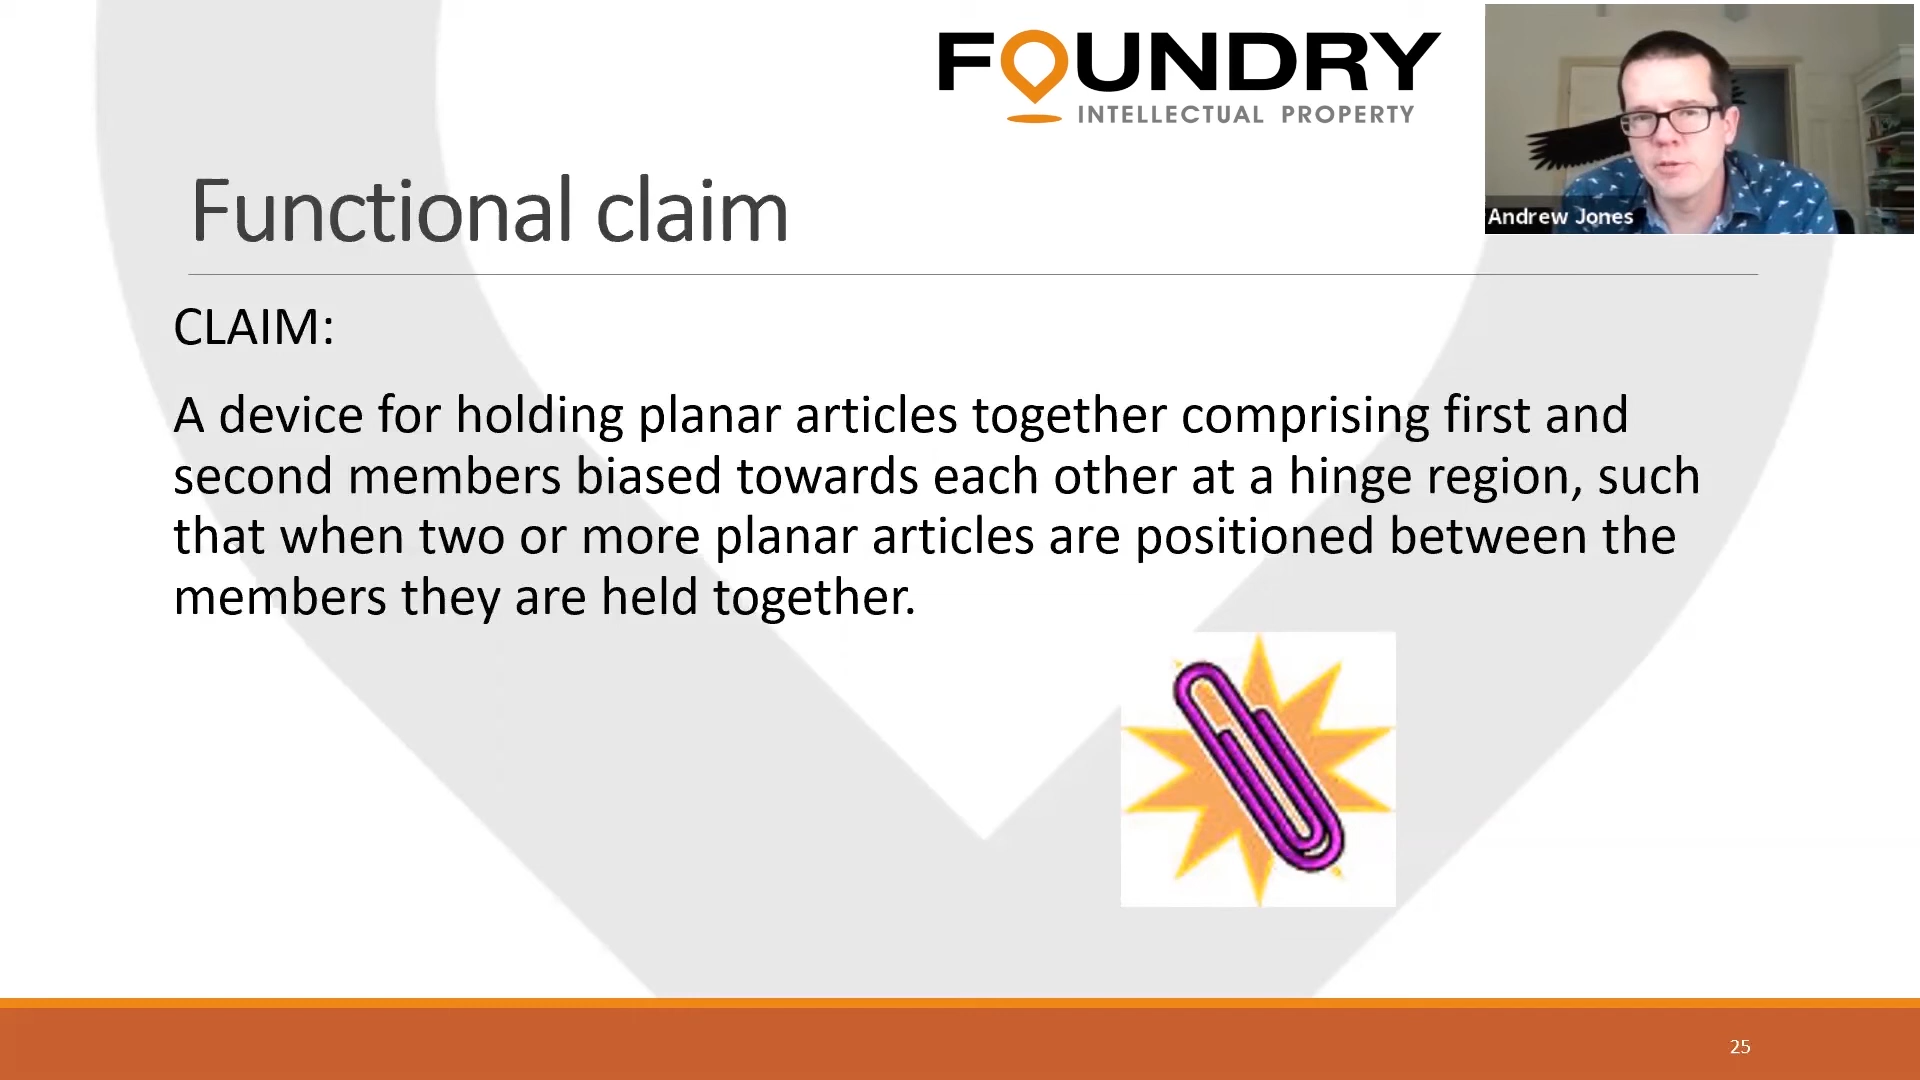 FOUNDRY
INTELLECTUAL PROPERTY
Andrew Jones
Functional claim
CLAIM:
A device for holding planar articles together comprising first and
second members biased towards each other at a hinge region, such
that when two or more planar articles are positioned between the
members they are held together.
25